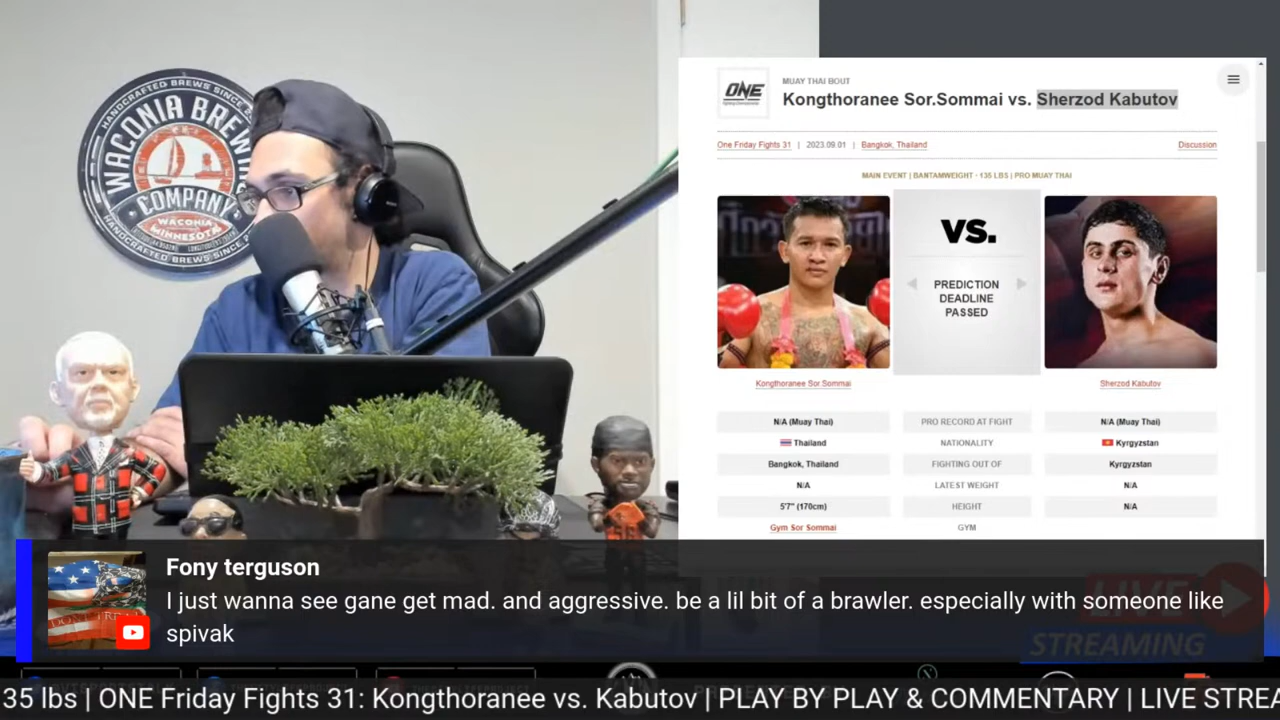 HANDCRAFTED BREWS SINCE
WACONIA BREWING
COMPANY
WACONIA
MINNESOTA
ONE
MUAY THAI BOUT
Kongthoranee Sor.Sommai vs. Sherzod Kabutov
One Friday Fights 31 | 2023.09.01 | Bangkok, Thailand Discussion
MAIN EVENT | BANTAMWEIGHT · 135 LBS | PRO MUAY THAI
VS.
PREDICTION
DEADLINE
PASSED
Kongthoranee Sor.Sommai Sherzod Kabutov
N/A (Muay Thai) PRO RECORD AT FIGHT N/A (Muay Thai)
Thailand NATIONALITY Kyrgyzstan
Bangkok, Thailand FIGHTING OUT OF Kyrgyzstan
N/A LATEST WEIGHT N/A
5'7" (170cm) HEIGHT N/A
Gym Sor Sommai GYM
Fony terguson
I just wanna see gane get mad. and aggressive. be a lil bit of a brawler. especially with someone like
spivak
LIVE
STREAMING
35 lbs | ONE Friday Fights 31: Kongthoranee vs. Kabutov | PLAY BY PLAY & COMMENTARY | LIVE STREA